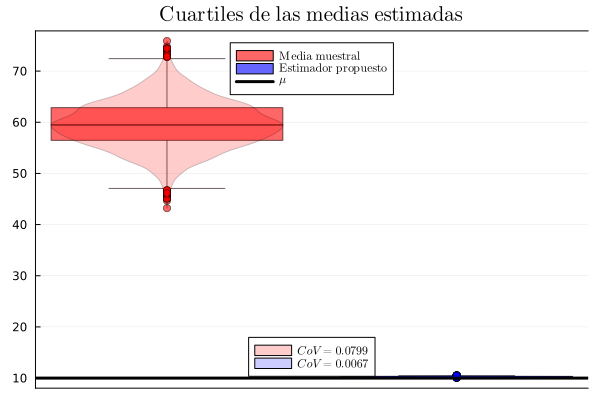 Cuartiles de las medias estimadas
Media muestral
Estimador propuesto
μ
70
60
50
40
30
20
10
CoV = 0.0799
CoV = 0.0067